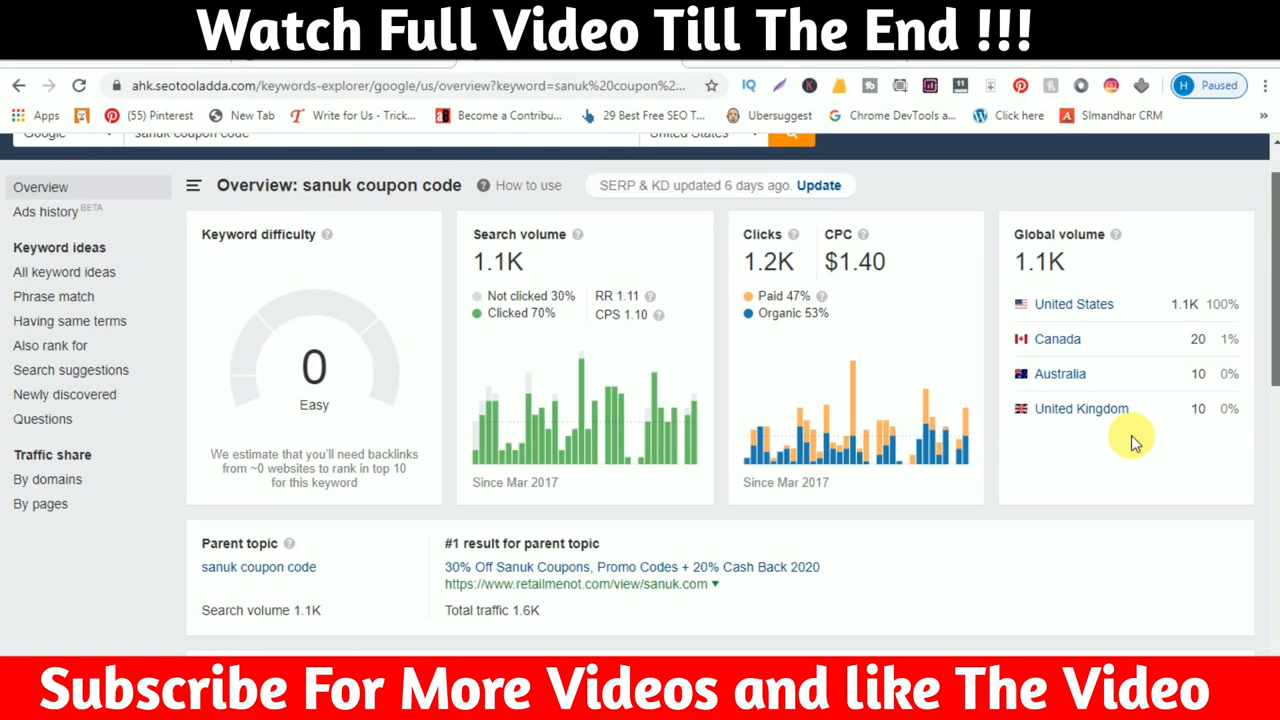 Watch Full Video Till The End !!!
ahk.seotooladda.com/keywords-explorer/google/us/overview?keyword=sanuk%20coupon%2...
Paused
Apps
(55) Pinterest
New Tab
Write for Us - Trick...
Become a Contribu...
29 Best Free SEO T...
Ubersuggest
Chrome DevTools a...
Click here
SImandhar CRM
Google
sanuk coupon code
United States
Overview
Ads history BETA
Keyword ideas
All keyword ideas
Phrase match
Having same terms
Also rank for
Search suggestions
Newly discovered
Questions
Traffic share
By domains
By pages
Overview: sanuk coupon code
How to use
SERP & KD updated 6 days ago. Update
Keyword difficulty
0
Easy
We estimate that you'll need backlinks
from ~0 websites to rank in top 10
for this keyword
Search volume
1.1K
Not clicked 30%
RR 1.11
Clicked 70%
CPS 1.10
Since Mar 2017
Clicks
CPC
1.2K
$1.40
Paid 47%
Organic 53%
Since Mar 2017
Global volume
1.1K
United States 1.1K 100%
Canada 20 1%
Australia 10 0%
United Kingdom 10 0%
Parent topic
sanuk coupon code
Search volume 1.1K
#1 result for parent topic
30% Off Sanuk Coupons, Promo Codes + 20% Cash Back 2020
https://www.retailmenot.com/view/sanuk.com
Total traffic 1.6K
Subscribe For More Videos and like The Video